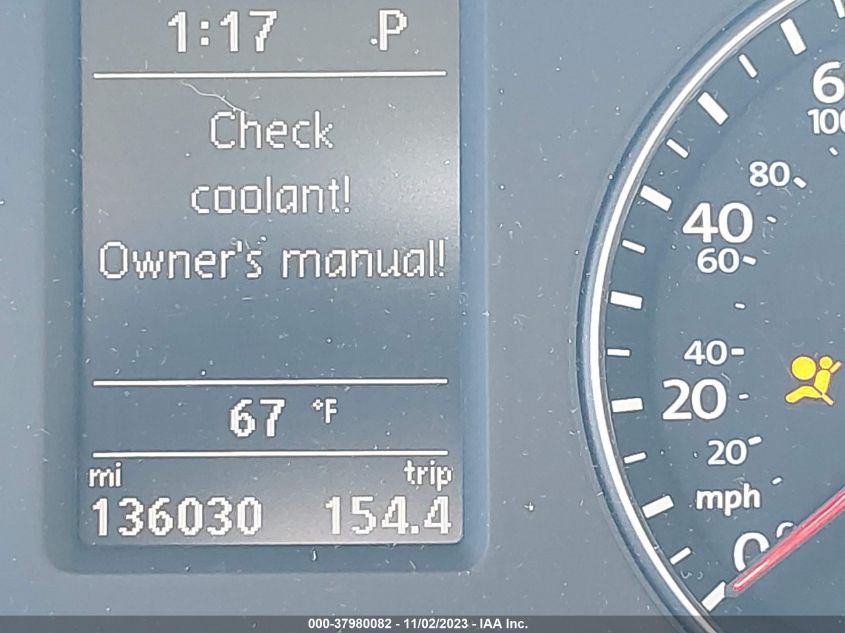 1:17 P
Check
coolant!
Owner's manual!
67 °F
mi trip
136030 154.4
100
80
40
60
40
20
20
mph
0
000-37980082 - 11/02/2023 - IAA Inc.